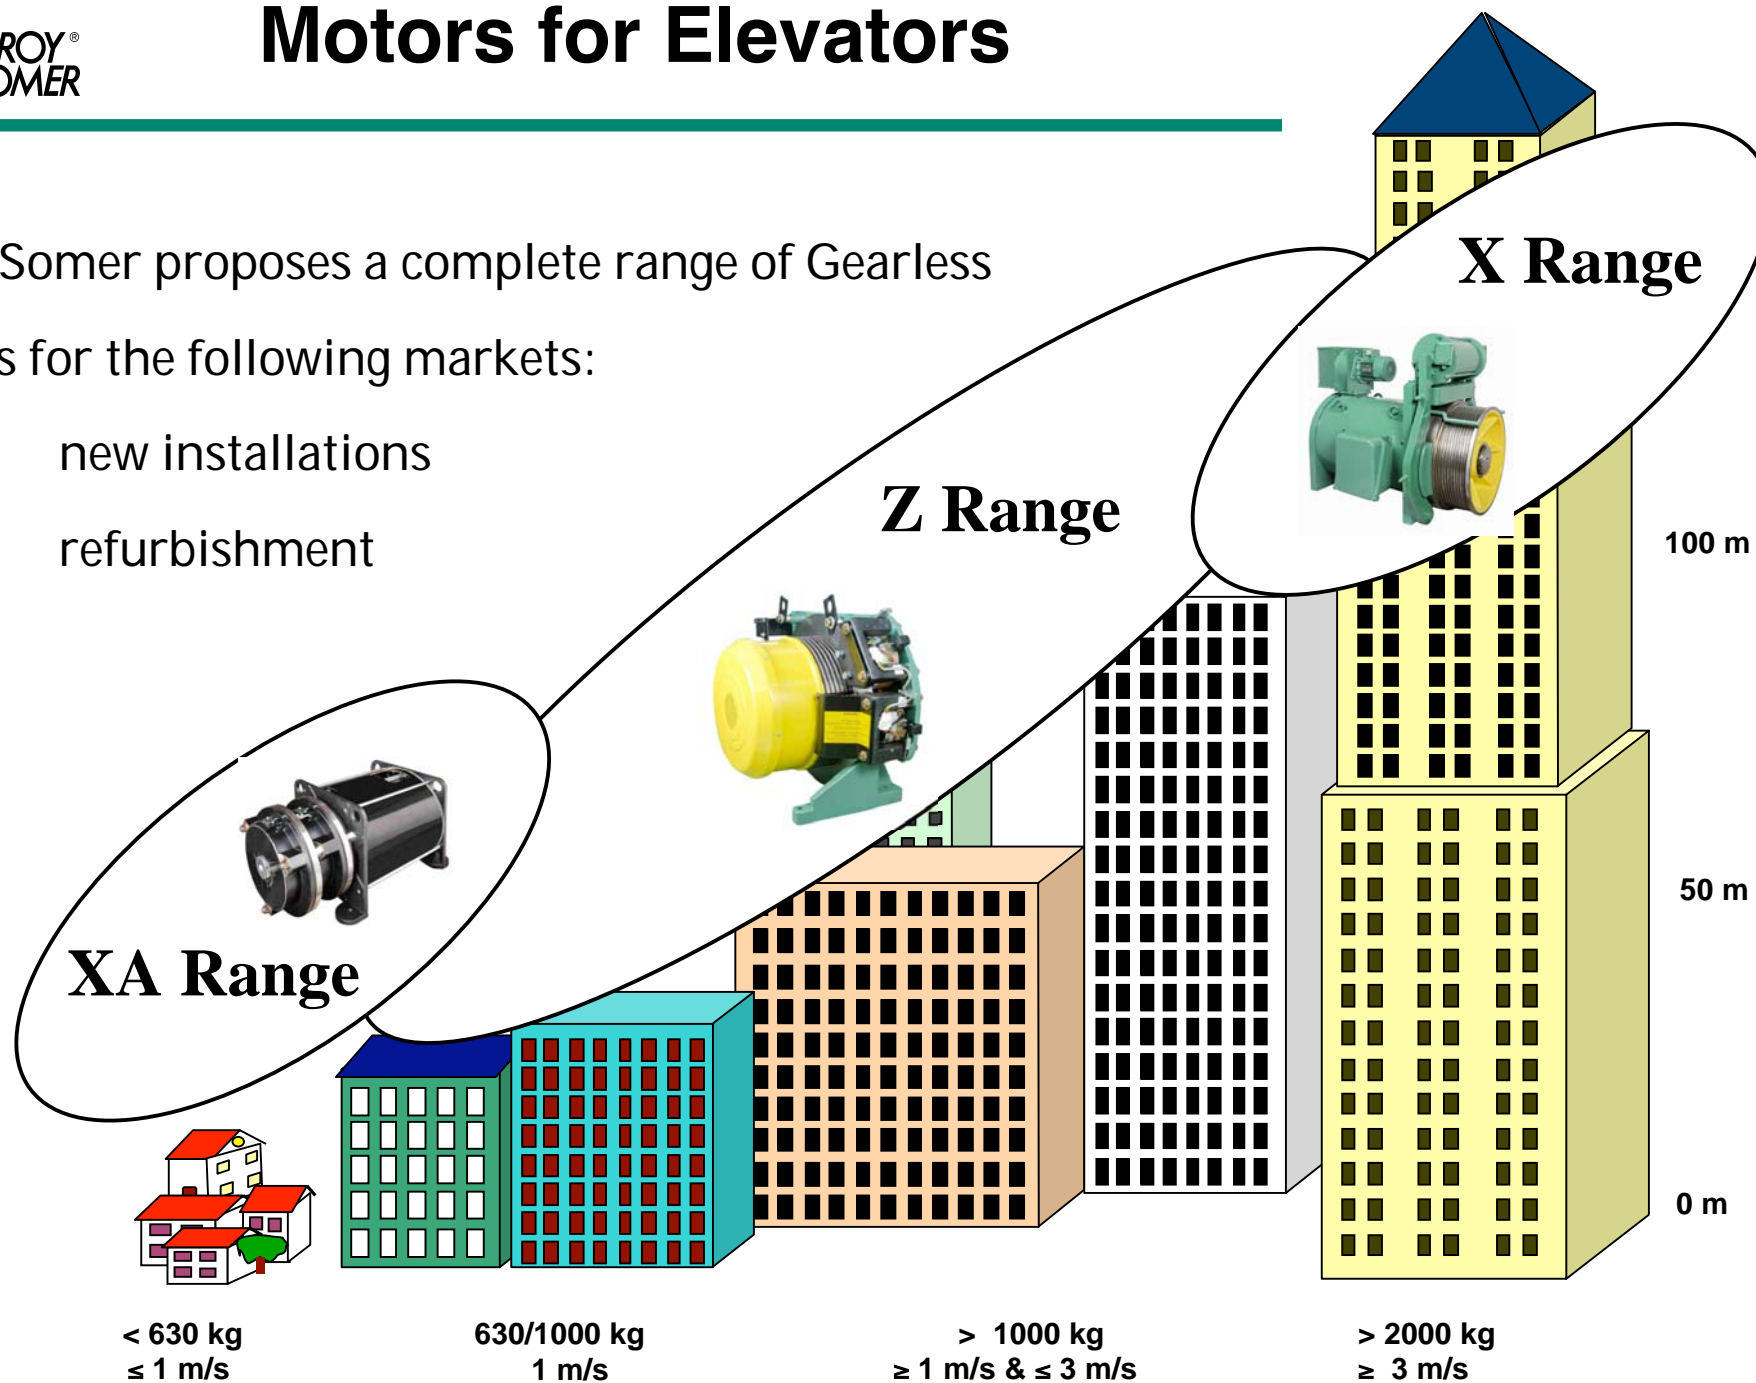 Motors for Elevators
ROY®
OMER
Somer proposes a complete range of Gearless
s for the following markets:
new installations
refurbishment
X Range
Z Range
XA Range
100 m
50 m
0 m
< 630 kg
≤ 1 m/s
630/1000 kg
1 m/s
> 1000 kg
≥ 1 m/s & ≤ 3 m/s
> 2000 kg
≥ 3 m/s